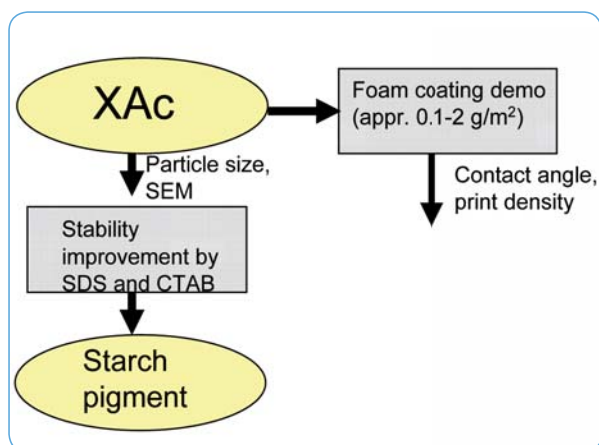 XAc
Foam coating demo
(appr. 0.1-2 g/m²)
Particle size,
SEM
Contact angle,
print density
Stability
improvement by
SDS and CTAB
Starch
pigment